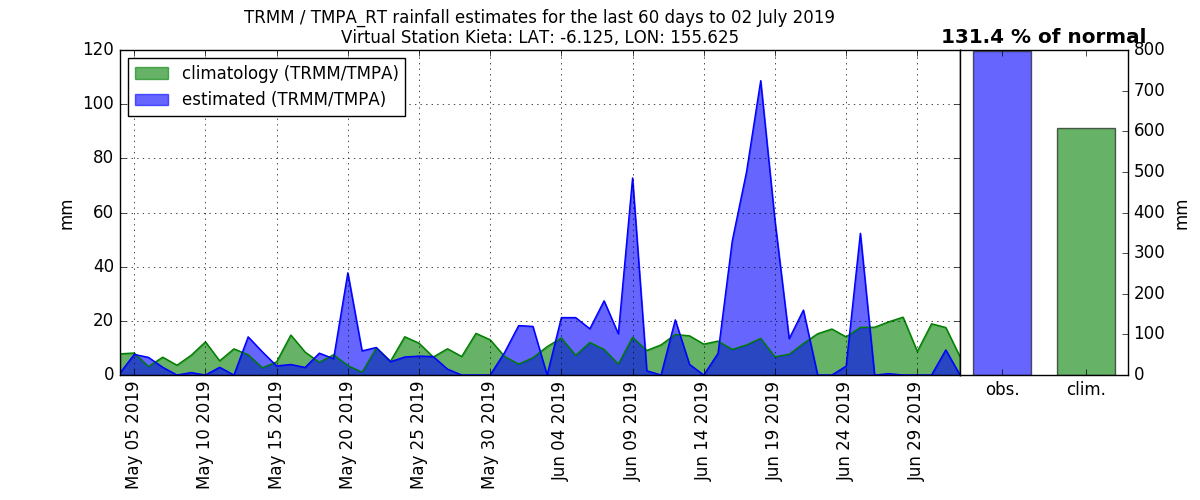 TRMM / TMPA_RT rainfall estimates for the last 60 days to 02 July 2019
Virtual Station Kieta: LAT: -6.125, LON: 155.625
131.4 % of normal
climatology (TRMM/TMPA)
estimated (TRMM/TMPA)
120
100
80
60
40
20
0
mm
May 05 2019
May 10 2019
May 15 2019
May 20 2019
May 25 2019
May 30 2019
Jun 04 2019
Jun 09 2019
Jun 14 2019
Jun 19 2019
Jun 24 2019
Jun 29 2019
obs.
clim.
800
700
600
500
400
300
200
100
0
mm